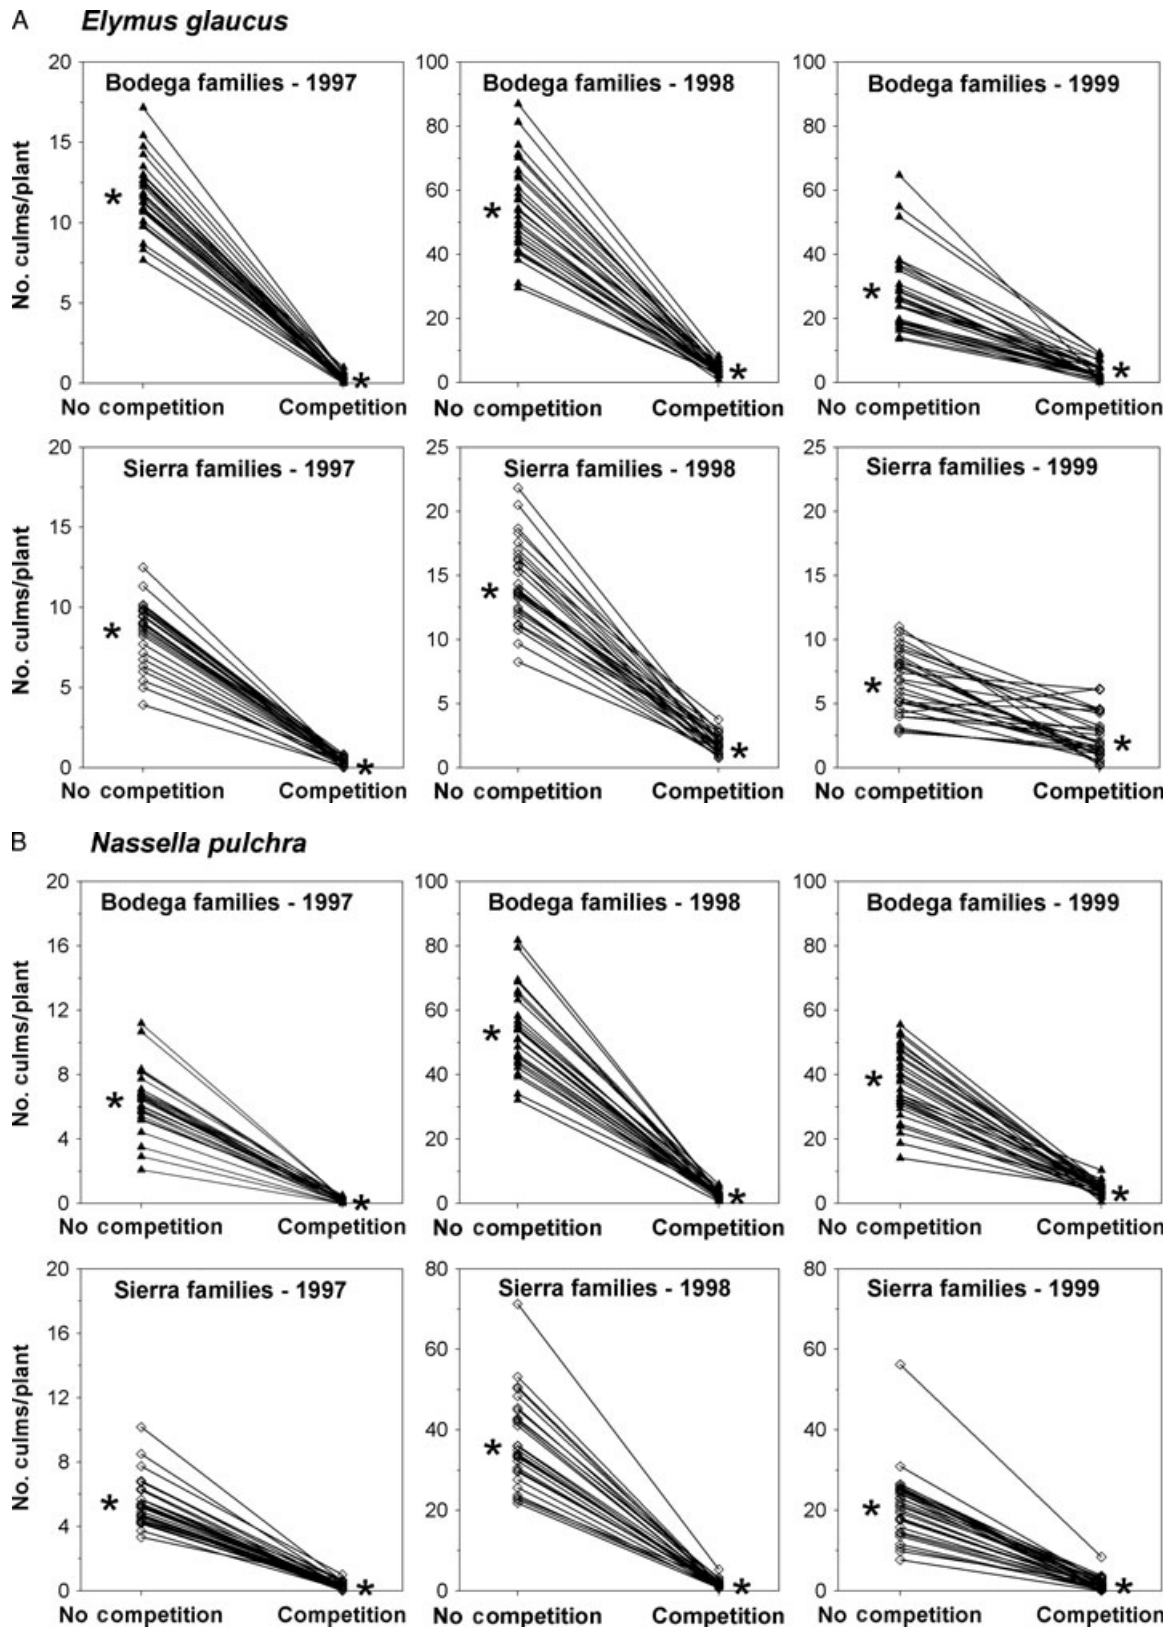 A Elymus glaucus
Bodega families - 1997
Bodega families - 1998
Bodega families - 1999
No. culms/plant
20
15
10
5
0
100
80
60
40
20
0
100
80
60
40
20
0
No competition Competition
No competition Competition
No competition Competition
Sierra families - 1997
Sierra families - 1998
Sierra families - 1999
No. culms/plant
20
15
10
5
0
25
20
15
10
5
0
25
20
15
10
5
0
No competition Competition
No competition Competition
No competition Competition
B Nassella pulchra
Bodega families - 1997
Bodega families - 1998
Bodega families - 1999
No. culms/plant
20
16
12
8
4
0
100
80
60
40
20
0
100
80
60
40
20
0
No competition Competition
No competition Competition
No competition Competition
Sierra families - 1997
Sierra families - 1998
Sierra families - 1999
No. culms/plant
20
16
12
8
4
0
80
60
40
20
0
80
60
40
20
0
No competition Competition
No competition Competition
No competition Competition